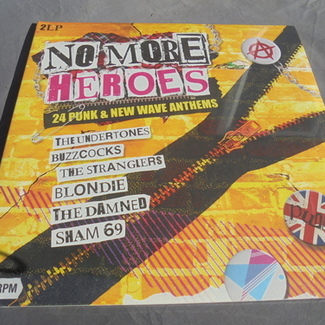 2LP
NO MORE
HEROES
24 PUNK & NEW WAVE ANTHEMS
THE UNDERTONES
BUZZCOCKS
THE STRANGLERS
BLONDIE
THE DAMNED
SHAM 69
RPM